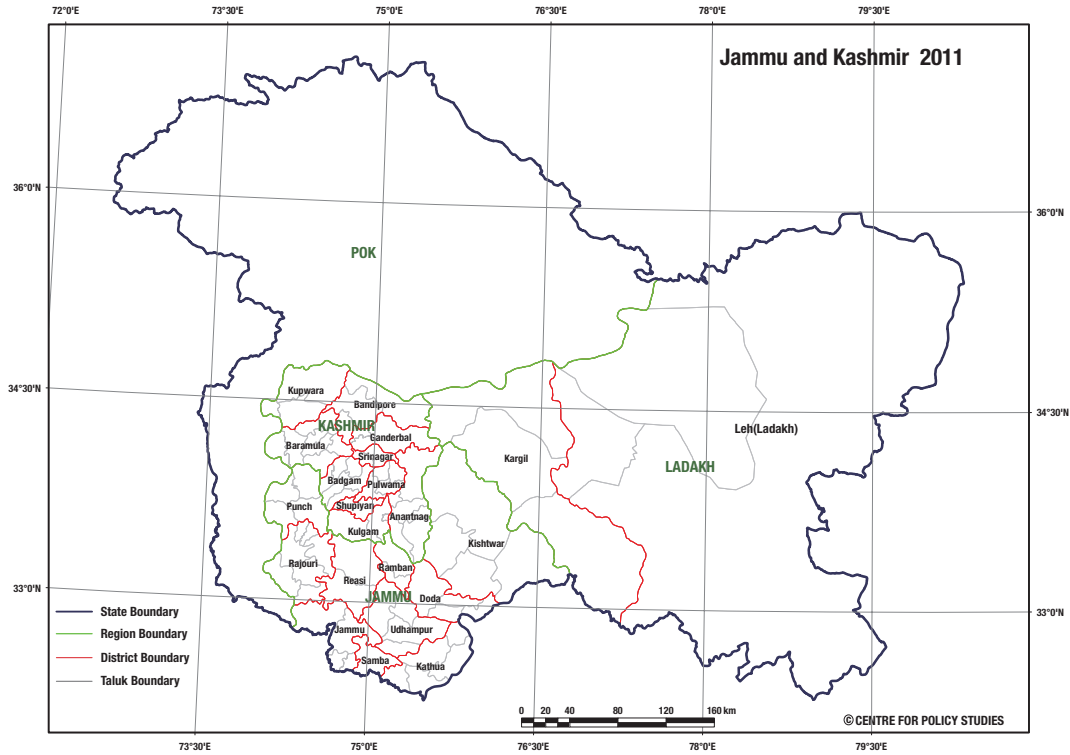 72°0'E 73°30'E 75°0'E 76°30'E 78°0'E 79°30'E
Jammu and Kashmir 2011
36°0'N 36°0'N
POK
34°30'N 34°30'N
Kupwara
Bandipore
KASHMIR
Ganderbal
Leh(Ladakh)
Baramula
Srinagar
Kargil
LADAKH
Badgam
Pulwama
Punch
Shupiyan
Anantnag
Kulgam
Kishtwar
Rajouri
Ramban
Reasi
33°0'N 33°0'N
JAMMU
Doda
State Boundary
Jammu
Udhampur
Region Boundary
District Boundary
Samba
Kathua
Taluk Boundary
0 20 40 80 120 160 km
© CENTRE FOR POLICY STUDIES
73°30'E 75°0'E 76°30'E 78°0'E 79°30'E